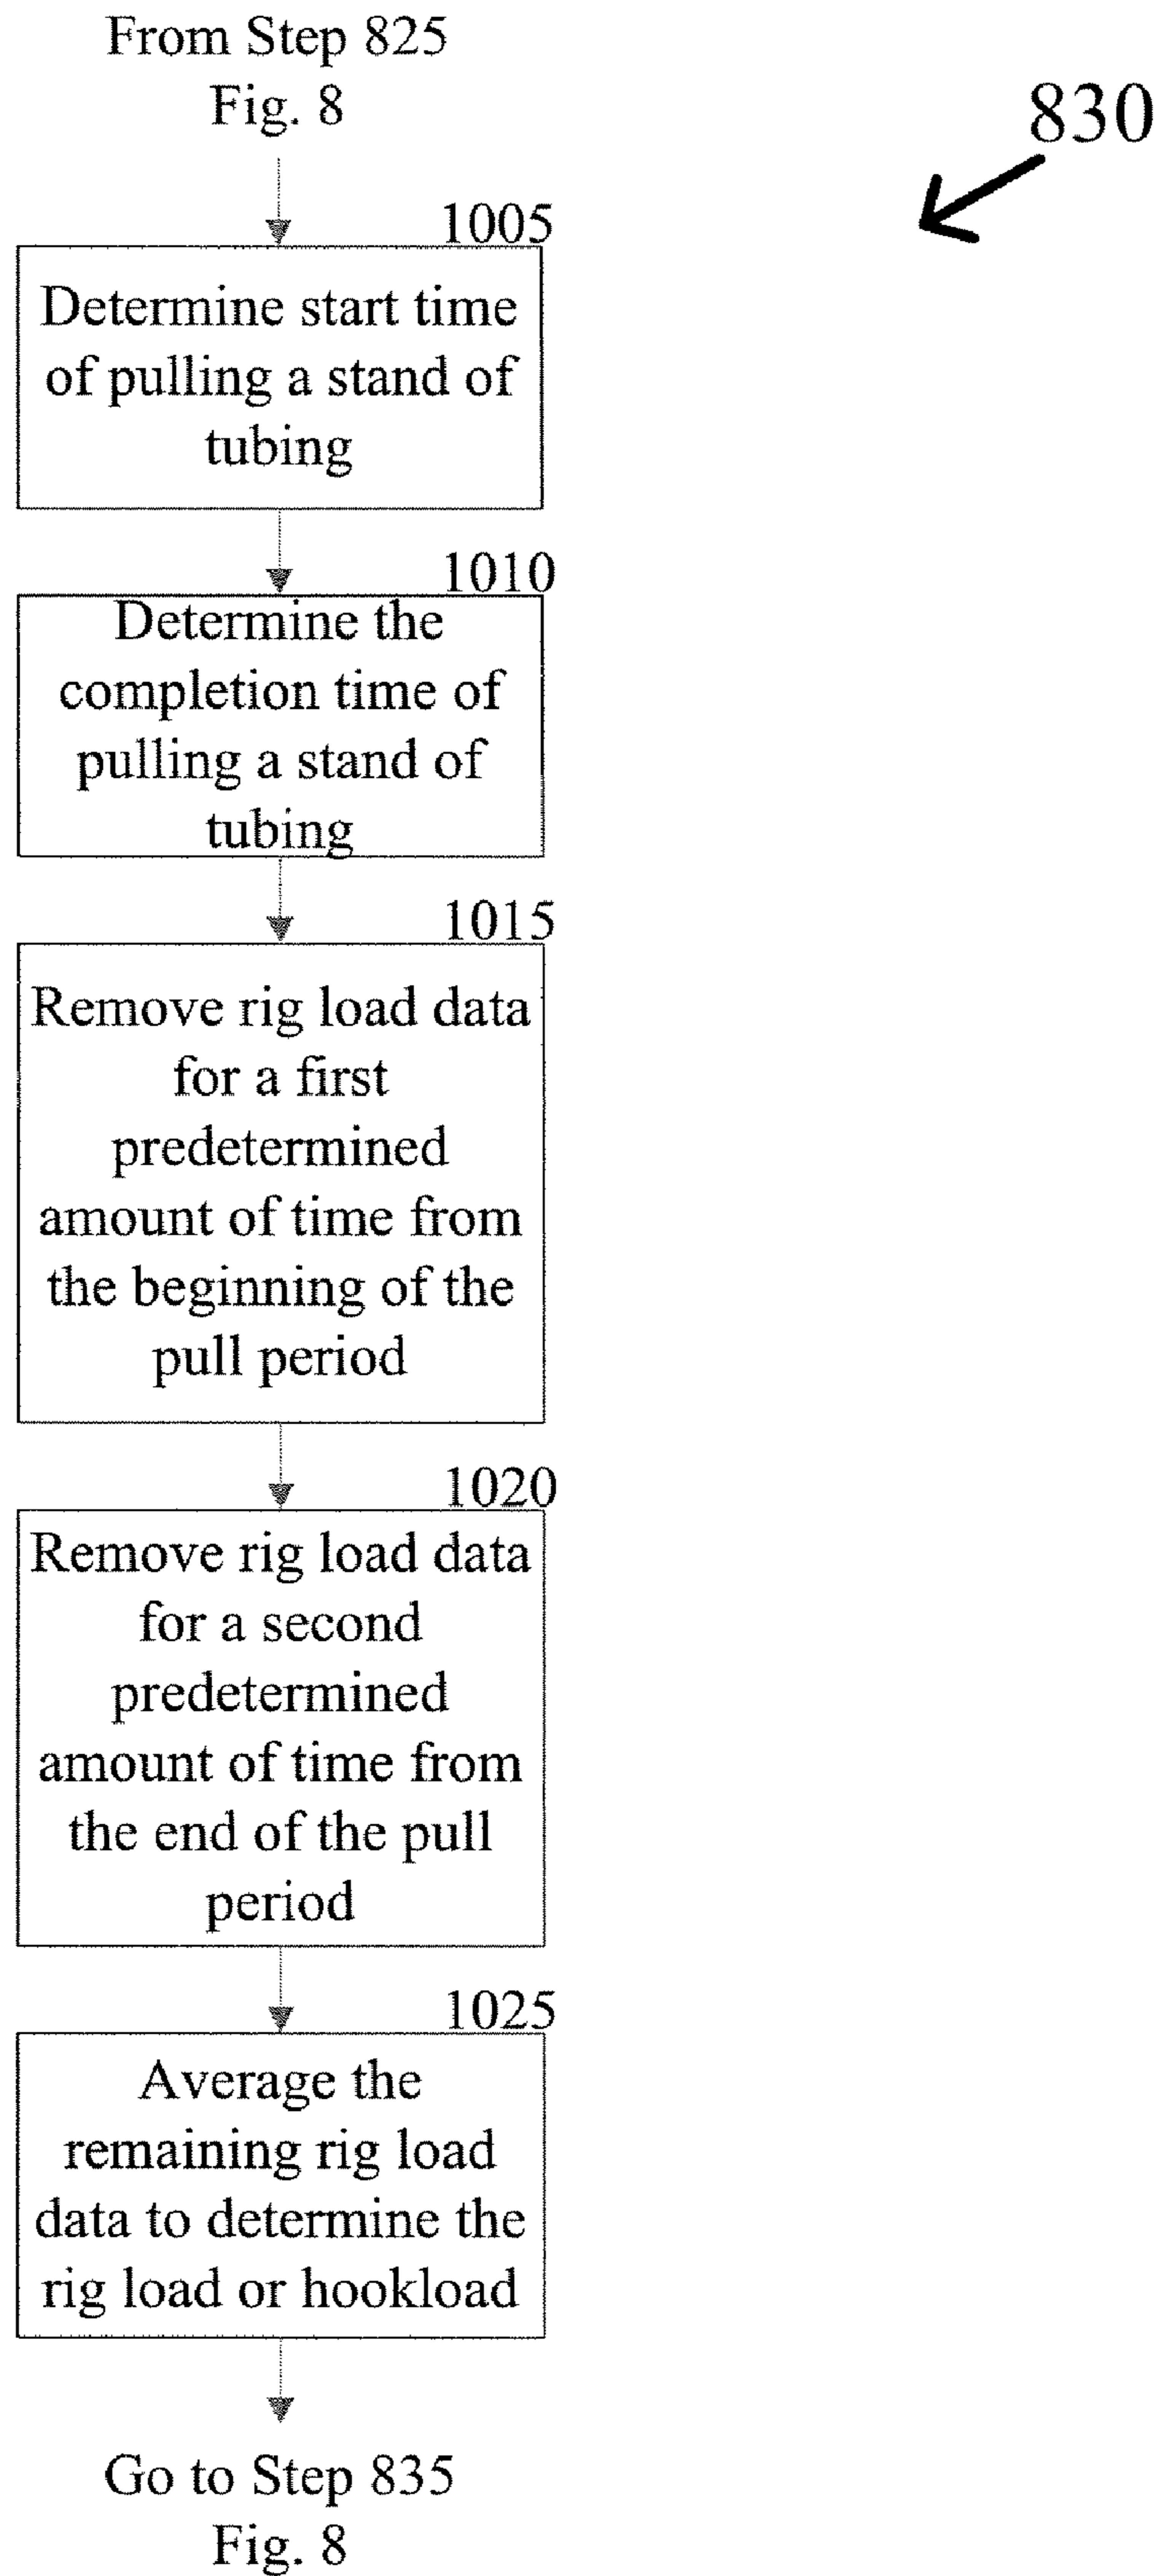 From Step 825
Fig. 8
830
1005
Determine start time
of pulling a stand of
tubing
1010
Determine the
completion time of
pulling a stand of
tubing
1015
Remove rig load data
for a first
predetermined
amount of time from
the beginning of the
pull period
1020
Remove rig load data
for a second
predetermined
amount of time from
the end of the pull
period
1025
Average the
remaining rig load
data to determine the
rig load or hookload
Go to Step 835
Fig. 8